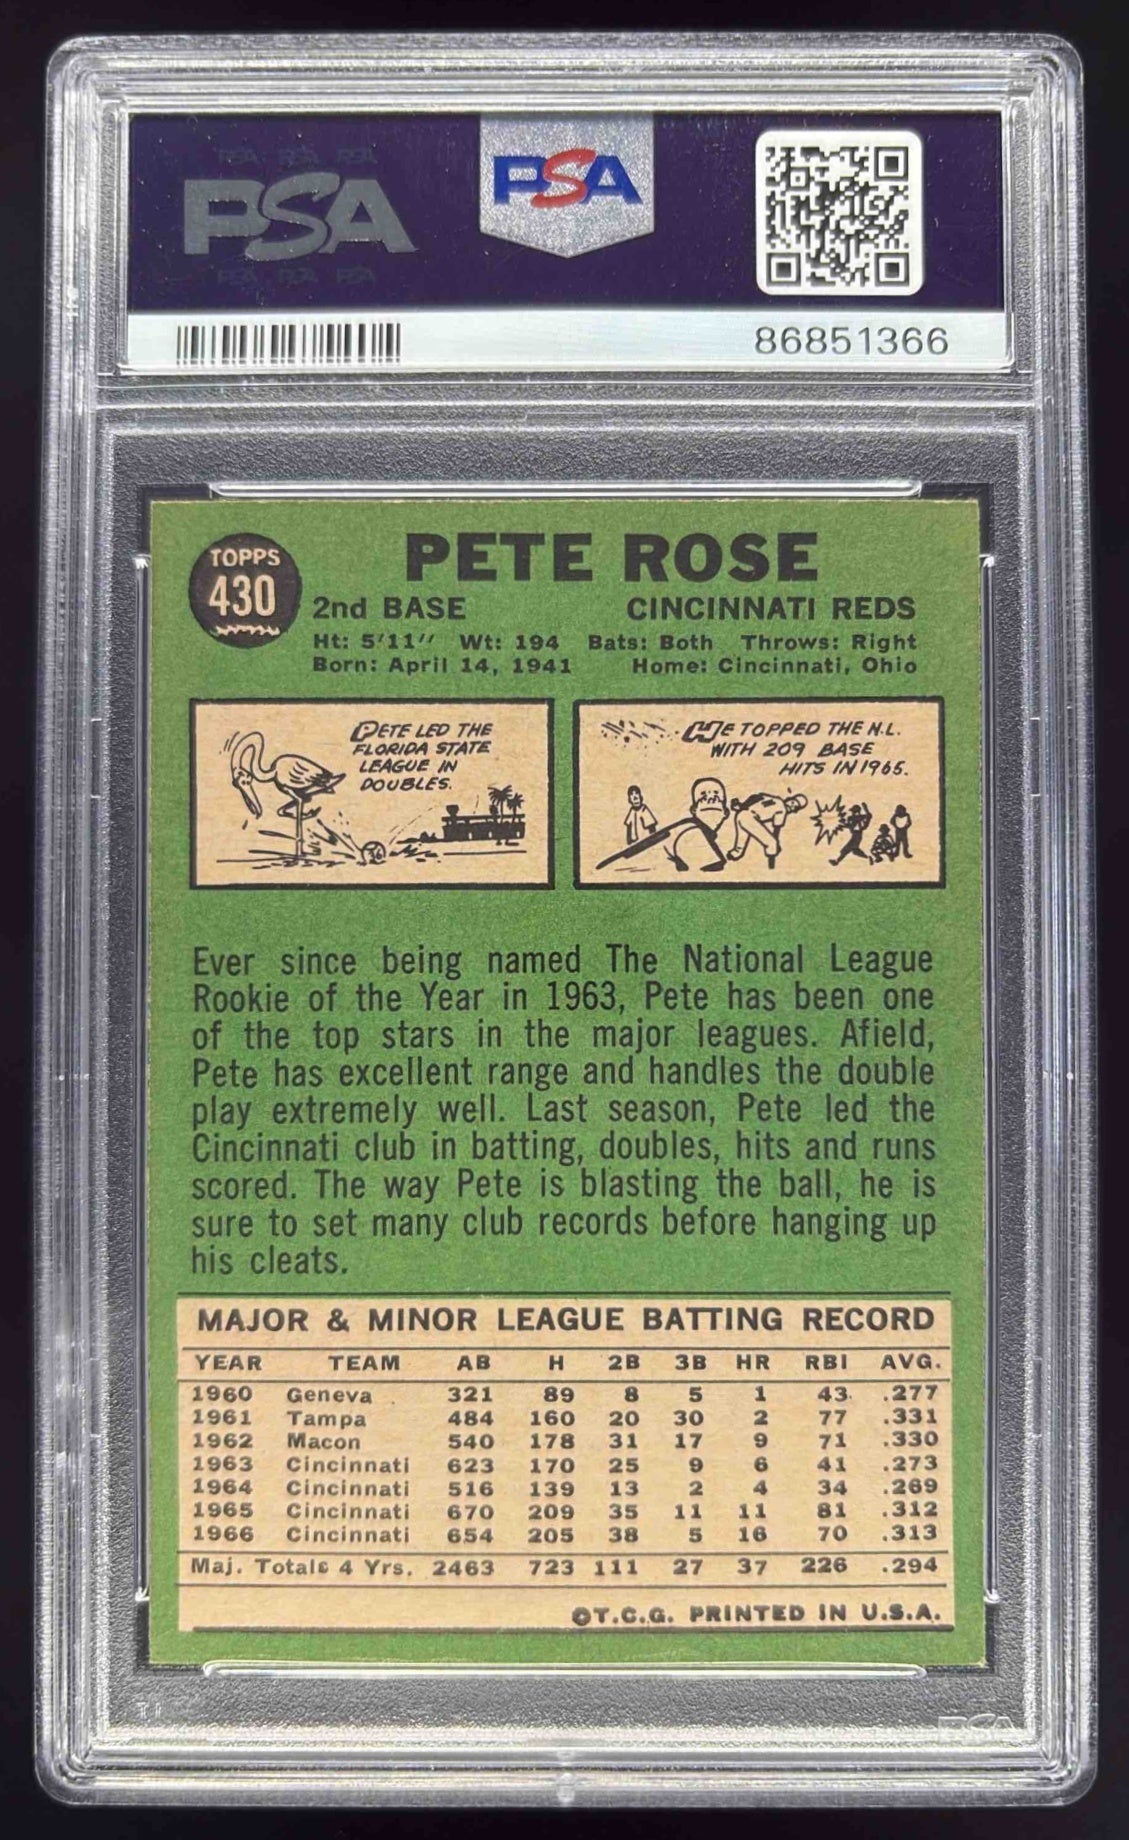 PSA PSA PSA
PSA
PSA PSA PSA
PSA
86851366
TOPPS
430
PETE ROSE
2nd BASE CINCINNATI REDS
Ht: 5'11" Wt: 194 Bats: Both Throws: Right
Born: April 14, 1941 Home: Cincinnati, Ohio
PETE LED THE
FLORIDA STATE
LEAGUE IN
DOUBLES.
HE TOPPED THE N.L.
WITH 209 BASE
HITS IN 1965.
Ever since being named The National League
Rookie of the Year in 1963, Pete has been one
of the top stars in the major leagues. Afield,
Pete has excellent range and handles the double
play extremely well. Last season, Pete led the
Cincinnati club in batting, doubles, hits and runs
scored. The way Pete is blasting the ball, he is
sure to set many club records before hanging up
his cleats.
MAJOR & MINOR LEAGUE BATTING RECORD
YEAR TEAM AB H 2B 3B HR RBI AVG.
1960 Geneva 321 89 8 5 1 43 .277
1961 Tampa 484 160 20 30 2 77 .331
1962 Macon 540 178 31 17 9 71 .330
1963 Cincinnati 623 170 25 9 6 41 .273
1964 Cincinnati 516 139 13 2 4 34 .269
1965 Cincinnati 670 209 35 11 11 81 .312
1966 Cincinnati 654 205 38 5 16 70 .313
Maj. Totals 4 Yrs. 2463 723 111 27 37 226 .294
©T.C.G. PRINTED IN U.S.A.
PSA